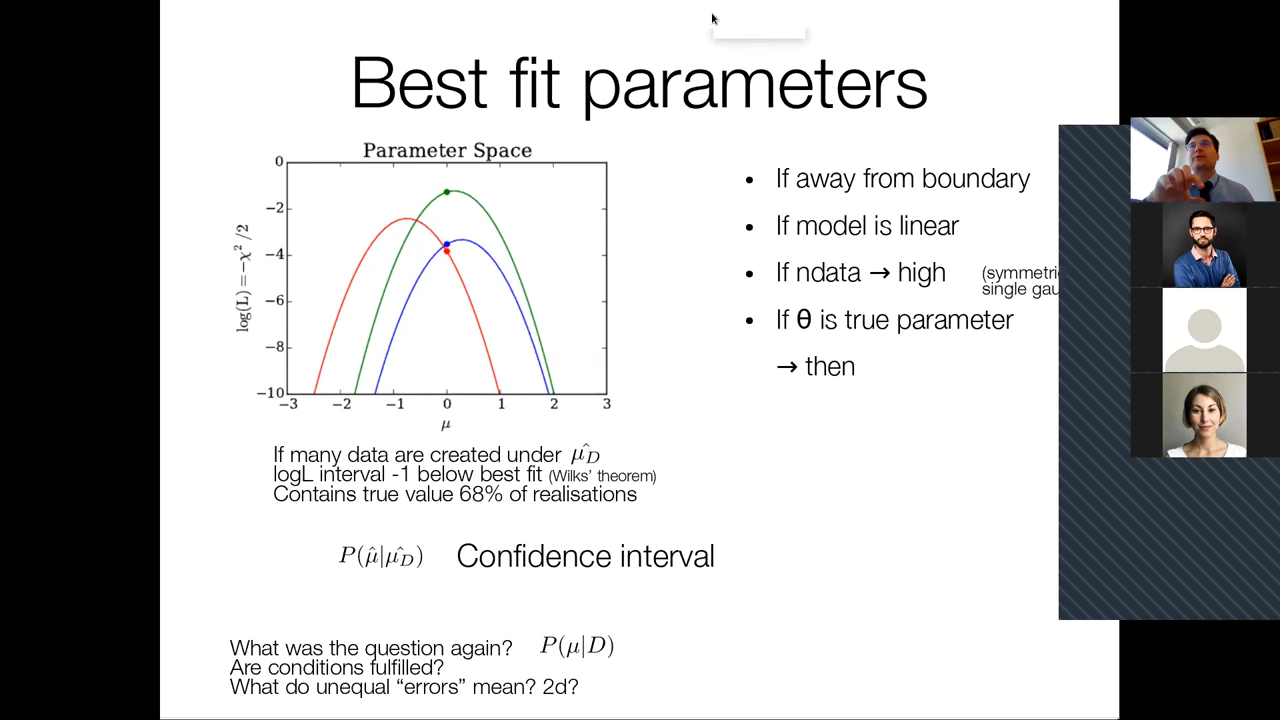 Best fit parameters
Parameter Space
0
−2
−4
−6
−8
−10
log(L) = −χ² /2
−3 −2 −1 0 1 2 3
μ
If away from boundary
If model is linear
If ndata → high
(symmetri
single gau
If θ is true parameter
→ then
If many data are created under μ̂_D
logL interval -1 below best fit (Wilks’ theorem)
Contains true value 68% of realisations
P(μ̂|μ̂_D) Confidence interval
What was the question again? P(μ|D)
Are conditions fulfilled?
What do unequal “errors” mean? 2d?